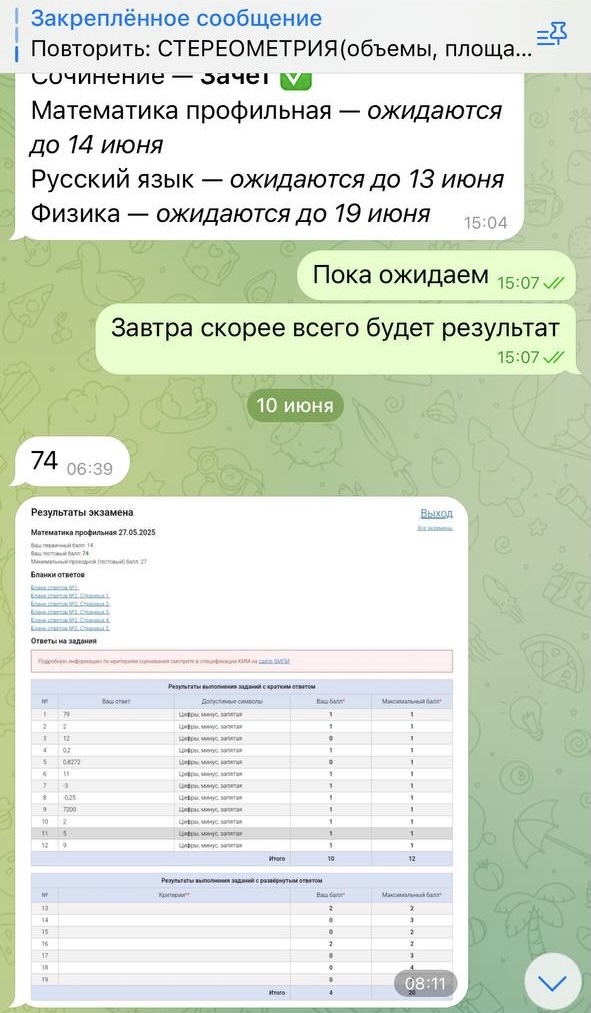 Закреплённое сообщение
Повторить: СТЕРЕОМЕТРИЯ(объемы, площа...
Сочинение — Зачёт ✅
Математика профильная — ожидаются
до 14 июня
Русский язык — ожидаются до 13 июня
Физика — ожидаются до 19 июня
15:04
Пока ожидаем 15:07
Завтра скорее всего будет результат
15:07
10 июня
74 06:39
Результаты экзамена Выход
Все экзамены
Математика профильная 27.05.2025
Ваш первичный балл: 14
Ваш тестовый балл: 74
Минимальный проходной (тестовый) балл: 27
Бланки ответов
Бланк ответов №1.
Бланк ответов №2. Страница 1.
Бланк ответов №2. Страница 2.
Бланк ответов №2. Страница 3.
Бланк ответов №2. Страница 4.
Бланк ответов №2. Страница 5.
Ответы на задания
Подробную информацию по критериям оценивания смотрите в спецификации КИМ на сайте ФИПИ
Результаты выполнения заданий с кратким ответом
№ Ваш ответ Допустимые символы Ваш балл* Максимальный балл*
1 79 Цифры, минус, запятая 1 1
2 2 Цифры, минус, запятая 1 1
3 12 Цифры, минус, запятая 0 1
4 0,2 Цифры, минус, запятая 1 1
5 0,8272 Цифры, минус, запятая 0 1
6 11 Цифры, минус, запятая 1 1
7 -3 Цифры, минус, запятая 1 1
8 -0,25 Цифры, минус, запятая 1 1
9 7200 Цифры, минус, запятая 1 1
10 2 Цифры, минус, запятая 1 1
11 5 Цифры, минус, запятая 1 1
12 9 Цифры, минус, запятая 1 1
Итого 10 12
Результаты выполнения заданий с развёрнутым ответом
№ Критерии** Ваш балл* Максимальный балл*
13 2 2
14 0 3
15 0 2
16 2 2
17 0 3
18 0 4
19 0
Итого 4 20
08:11